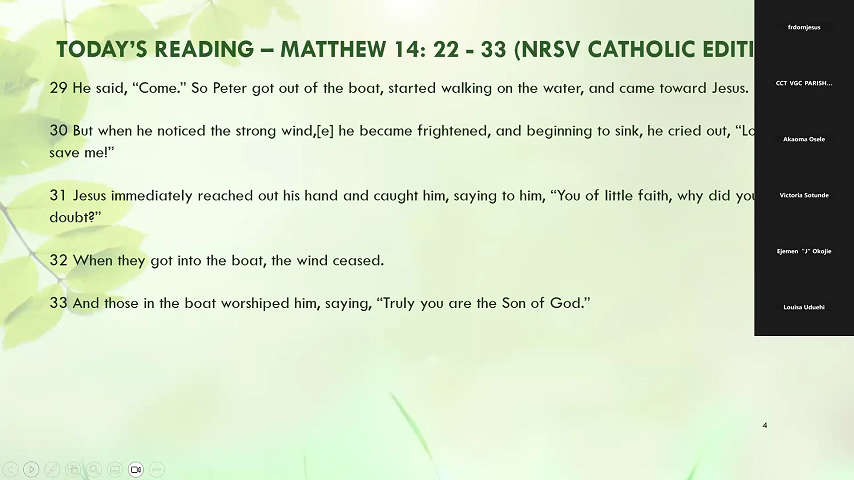 TODAY'S READING – MATTHEW 14: 22 - 33 (NRSV CATHOLIC
29 He said, “Come.” So Peter got out of the boat, started walking on the water, and came toward Jesus.
30 But when he noticed the strong wind,[e] he became frightened, and beginning to sink, he cried out,
save me!”
31 Jesus immediately reached out his hand and caught him, saying to him, “You of little faith, why did you
doubt?”
32 When they got into the boat, the wind ceased.
33 And those in the boat worshiped him, saying, “Truly you are the Son of God.”
4
frdomjesus
CCT VGC PARISH...
Akaoma Osele
Victoria Sotunde
Ejemen "J" Okojie
Louisa Uduehi